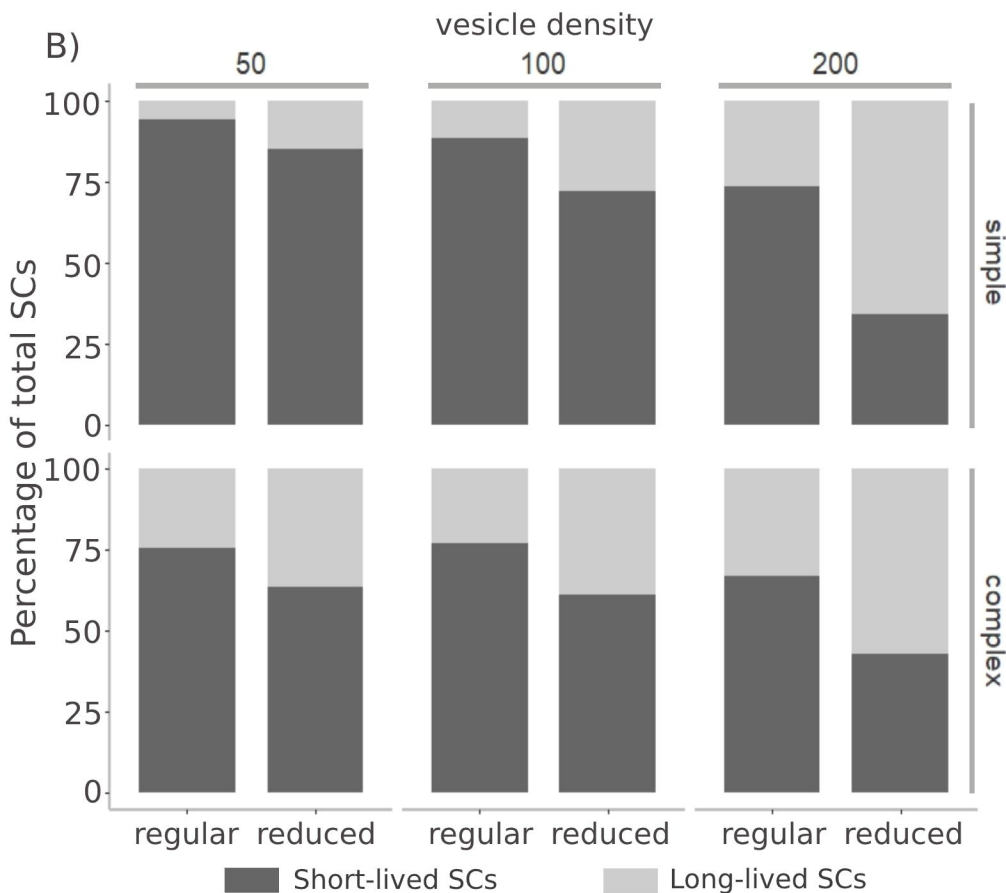 B)
vesicle density
50 100 200
Percentage of total SCs
100
75
50
25
0
simple
100
75
50
25
0
complex
regular reduced regular reduced regular reduced
Short-lived SCs Long-lived SCs